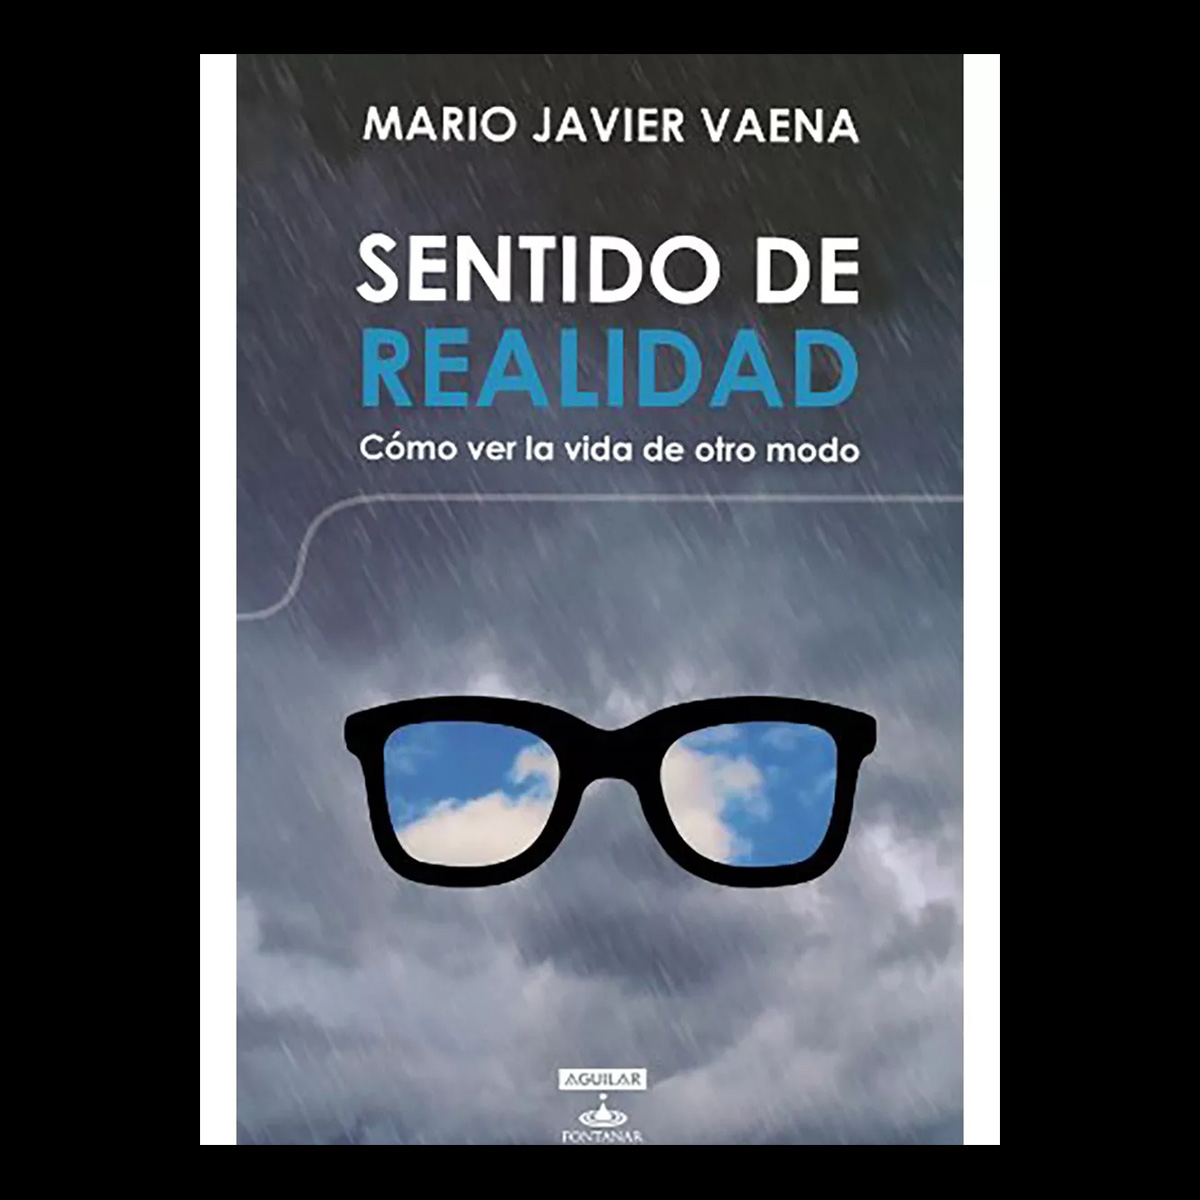 MARIO JAVIER VAENA
SENTIDO DE
REALIDAD
Cómo ver la vida de otro modo
AGUILAR
FONTANAR